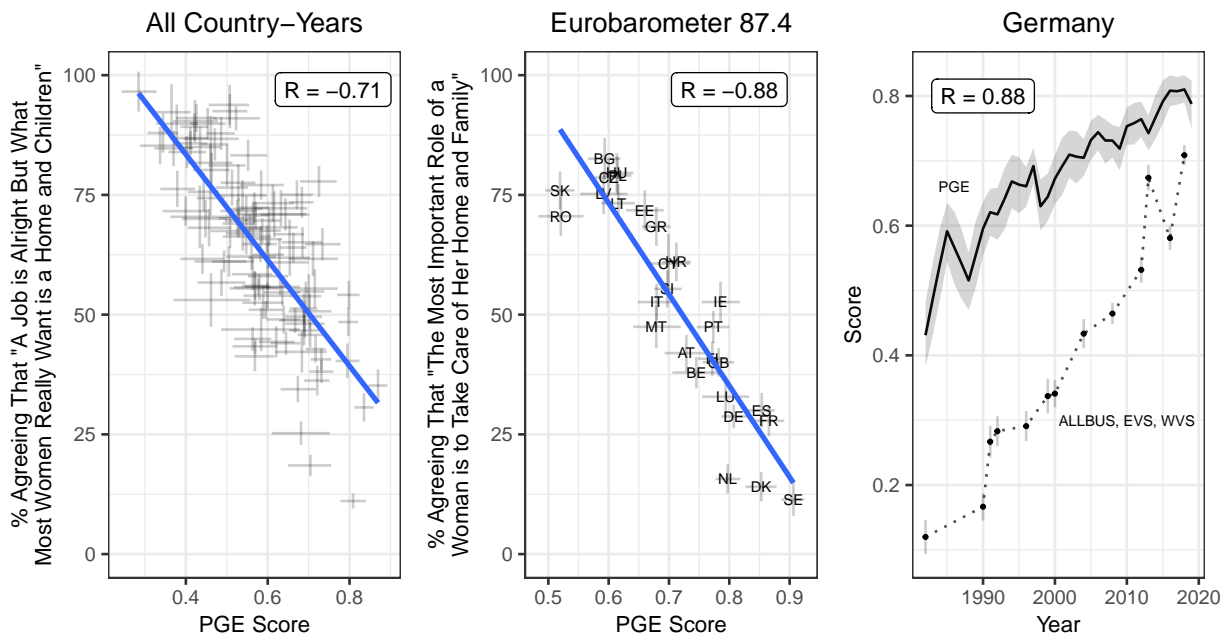 All Country−Years
Eurobarometer 87.4
Germany
% Agreeing That "A Job is Alright But What
Most Women Really Want is a Home and Children"
100
75
50
25
0
R = −0.71
0.4
0.6
0.8
PGE Score
% Agreeing That "The Most Important Role of a
Woman is to Take Care of Her Home and Family"
100
75
50
25
0
R = −0.88
BG
HU
CZ
SK
LV
LT
RO
EE
GR
CY
HR
SI
IT
IE
MT
PT
AT
GB
BE
LU
DE
ES
FR
NL
DK
SE
0.5
0.6
0.7
0.8
0.9
PGE Score
Score
0.8
0.6
0.4
0.2
R = 0.88
PGE
ALLBUS, EVS, WVS
1990
2000
2010
2020
Year